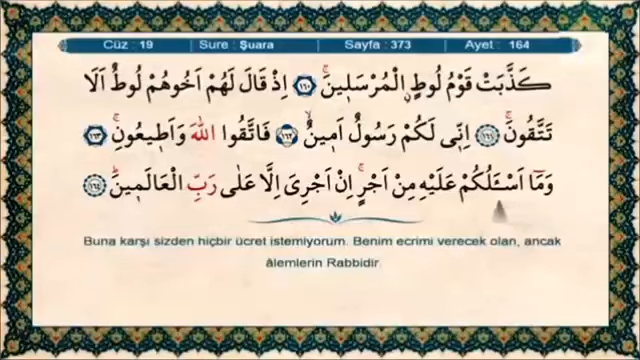 Cüz : 19 Sure : Şuara Sayfa : 373 Ayet : 164
كَذَّبَتْ قَوْمُ لُوطٍ الْمُرْسَلٖينَۚ ﴿١٦٠﴾ اِذْ قَالَ لَهُمْ اَخُوهُمْ لُوطٌ اَلَا
تَتَّقُونَۚ ﴿١٦١﴾ اِنّٖى لَكُمْ رَسُولٌ اَمٖينٌۙ ﴿١٦٢﴾ فَاتَّقُوا اللّٰهَ وَاَطٖيعُونِۚ ﴿١٦٣﴾
وَمَٓا اَسْـَٔلُكُمْ عَلَيْهِ مِنْ اَجْرٍۚ اِنْ اَجْرِىَ اِلَّا عَلٰى رَبِّ الْعَالَمٖينَۜ ﴿١٦٤﴾
Buna karşı sizden hiçbir ücret istemiyorum. Benim ecrimi verecek olan, ancak
âlemlerin Rabbidir.